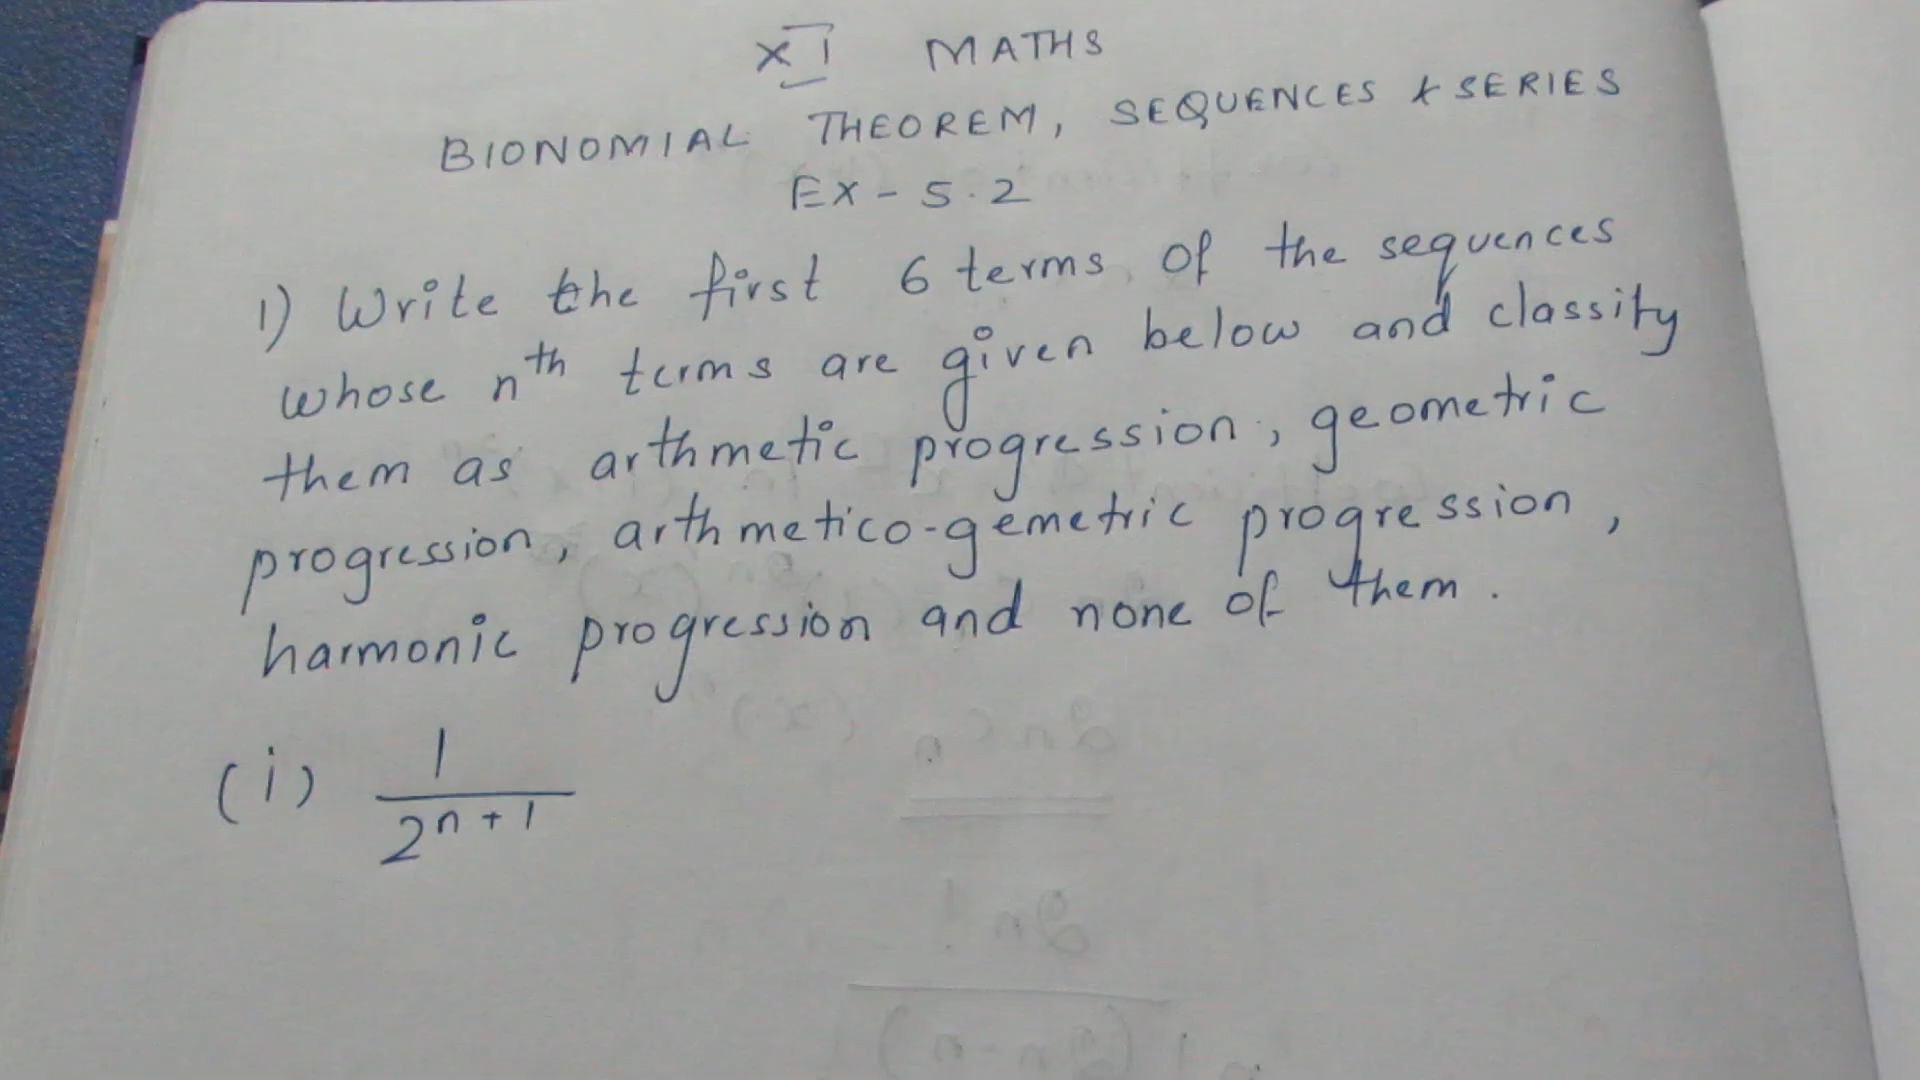 XI MATHS
BIONOMIAL THEOREM, SEQUENCES & SERIES
EX - 5.2
1) Write the first 6 terms of the sequences
whose nth terms are given below and classify
them as arthmetic progression, geometric
progression, arthmetico-gemetric progression,
harmonic progression and none of them.
(i) 1
2^{n+1}